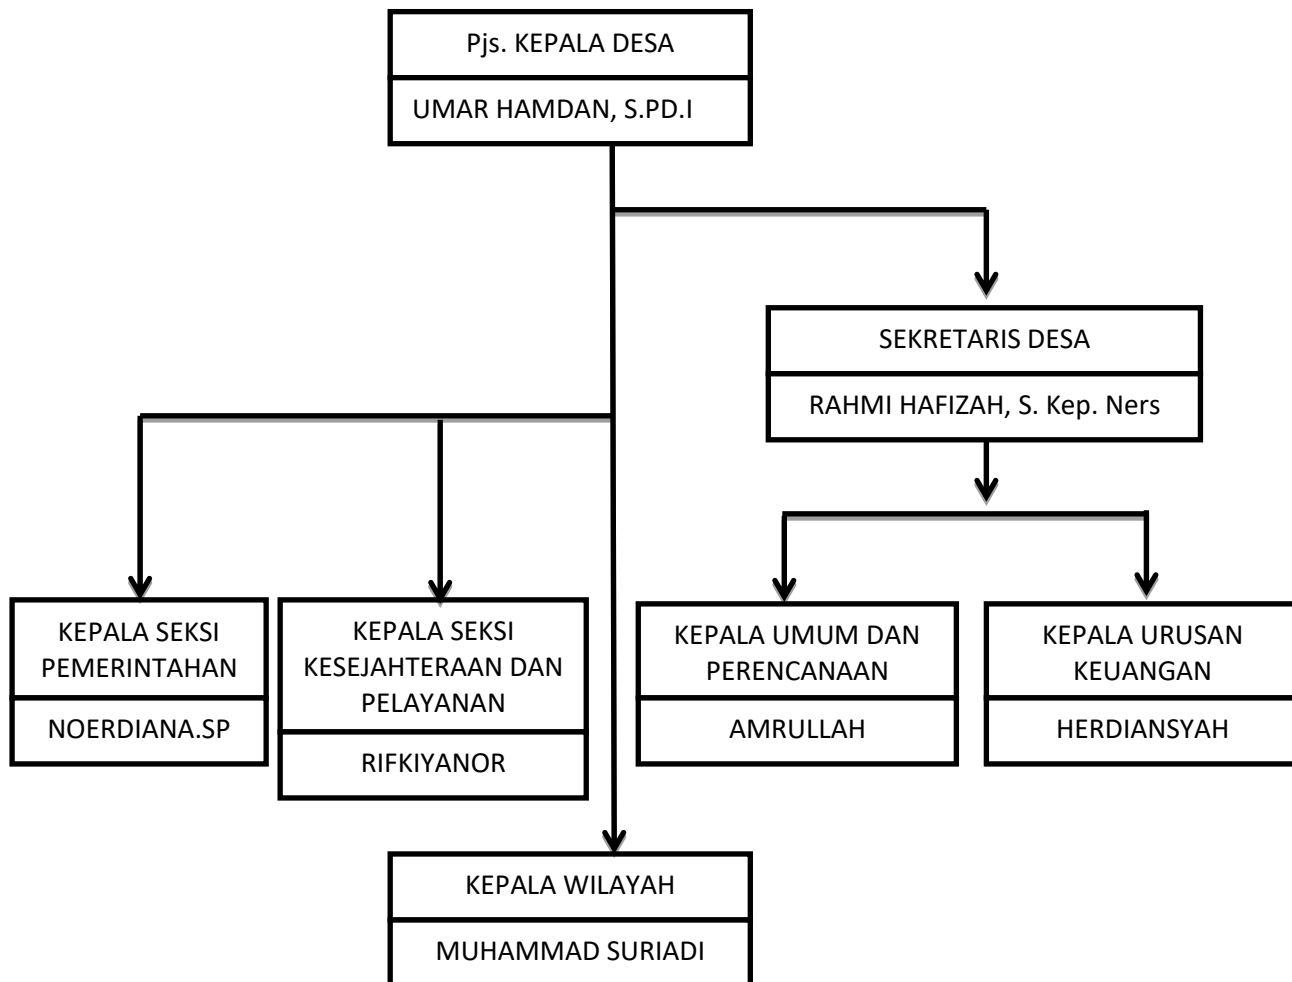 Pjs. KEPALA DESA
UMAR HAMDAN, S.PD.I
SEKRETARIS DESA
RAHMI HAFIZAH, S. Kep. Ners
KEPALA SEKSI
PEMERINTAHAN
NOERDIANA.SP
KEPALA SEKSI
KESEJAHTERAAN DAN
PELAYANAN
RIFKIYANOR
KEPALA UMUM DAN
PERENCANAAN
AMRULLAH
KEPALA URUSAN
KEUANGAN
HERDIANSYAH
KEPALA WILAYAH
MUHAMMAD SURIADI